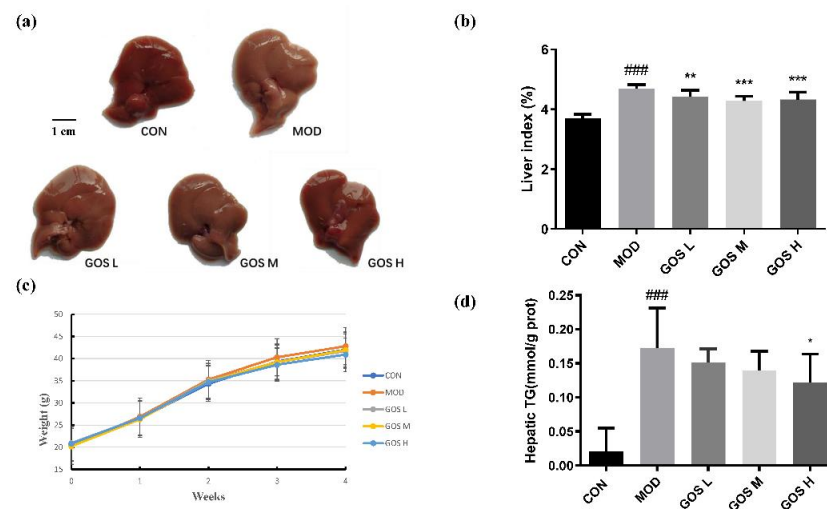 (a)
CON
MOD
1 cm
GOS L
GOS M
GOS H
(b)
Liver index (%)
6
4
2
0
###
**
***
***
CON
MOD
GOS L
GOS M
GOS H
(c)
Weight (g)
50
45
40
35
30
25
20
15
0
1
2
3
4
Weeks
CON
MOD
GOS L
GOS M
GOS H
(d)
Hepatic TG(mmol/g prot)
0.25
0.20
0.15
0.10
0.05
0.00
###
*
CON
MOD
GOS L
GOS M
GOS H